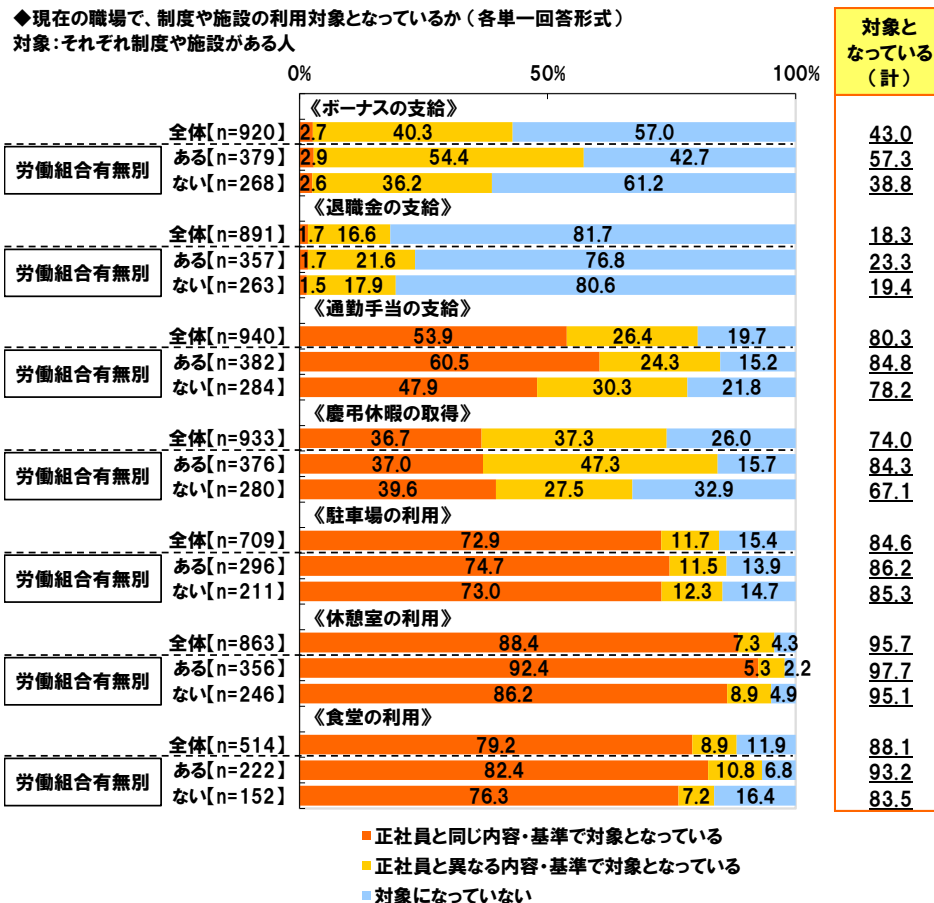 ◆現在の職場で、制度や施設の利用対象となっているか（各単一回答形式）
対象：それぞれ制度や施設がある人
対象と
なっている
（計）
0% 50% 100%
《ボーナスの支給》
全体【n=920】 2.7 40.3 57.0 43.0
労働組合有無別
ある【n=379】 2.9 54.4 42.7 57.3
ない【n=268】 2.6 36.2 61.2 38.8
《退職金の支給》
全体【n=891】 1.7 16.6 81.7 18.3
労働組合有無別
ある【n=357】 1.7 21.6 76.8 23.3
ない【n=263】 1.5 17.9 80.6 19.4
《通勤手当の支給》
全体【n=940】 53.9 26.4 19.7 80.3
労働組合有無別
ある【n=382】 60.5 24.3 15.2 84.8
ない【n=284】 47.9 30.3 21.8 78.2
《慶弔休暇の取得》
全体【n=933】 36.7 37.3 26.0 74.0
労働組合有無別
ある【n=376】 37.0 47.3 15.7 84.3
ない【n=280】 39.6 27.5 32.9 67.1
《駐車場の利用》
全体【n=709】 72.9 11.7 15.4 84.6
労働組合有無別
ある【n=296】 74.7 11.5 13.9 86.2
ない【n=211】 73.0 12.3 14.7 85.3
《休憩室の利用》
全体【n=863】 88.4 7.3 4.3 95.7
労働組合有無別
ある【n=356】 92.4 5.3 2.2 97.7
ない【n=246】 86.2 8.9 4.9 95.1
《食堂の利用》
全体【n=514】 79.2 8.9 11.9 88.1
労働組合有無別
ある【n=222】 82.4 10.8 6.8 93.2
ない【n=152】 76.3 7.2 16.4 83.5
正社員と同じ内容・基準で対象となっている
正社員と異なる内容・基準で対象となっている
対象になっていない